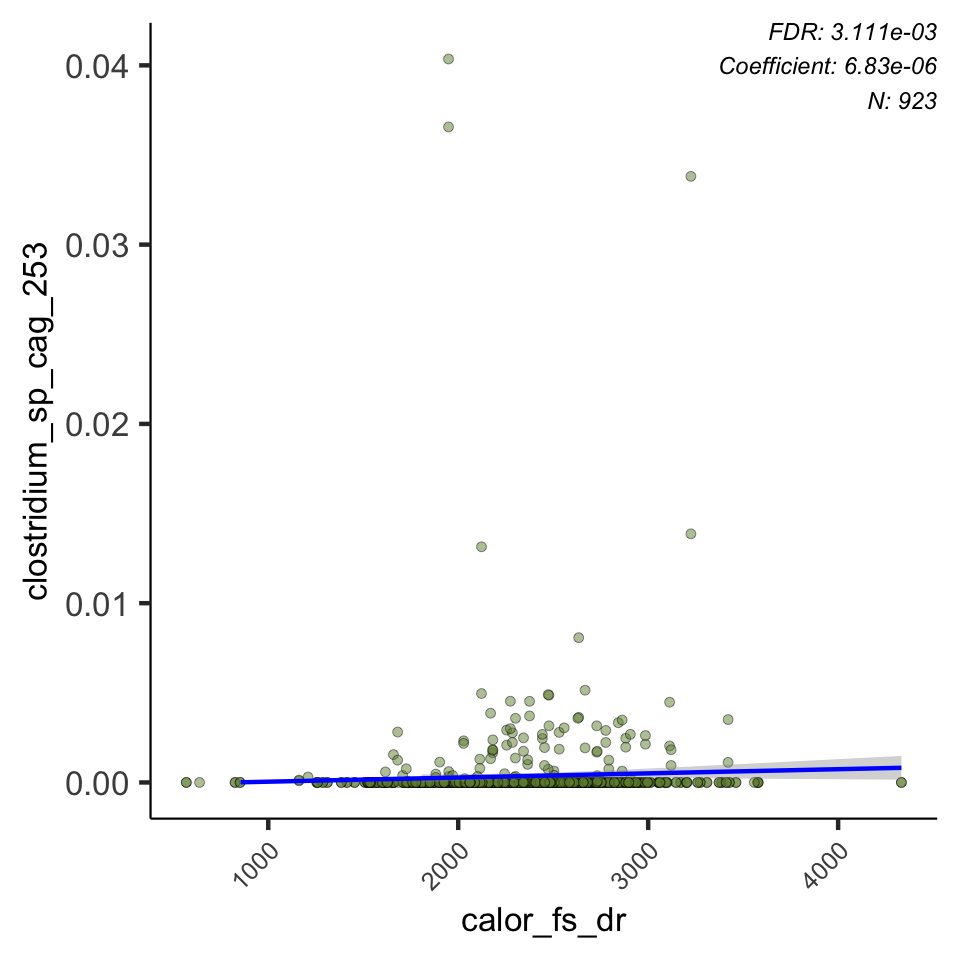 FDR: 3.111e-03
Coefficient: 6.83e-06
N: 923
clostridium_sp_cag_253
0.04
0.03
0.02
0.01
0.00
1000
2000
3000
4000
calor_fs_dr